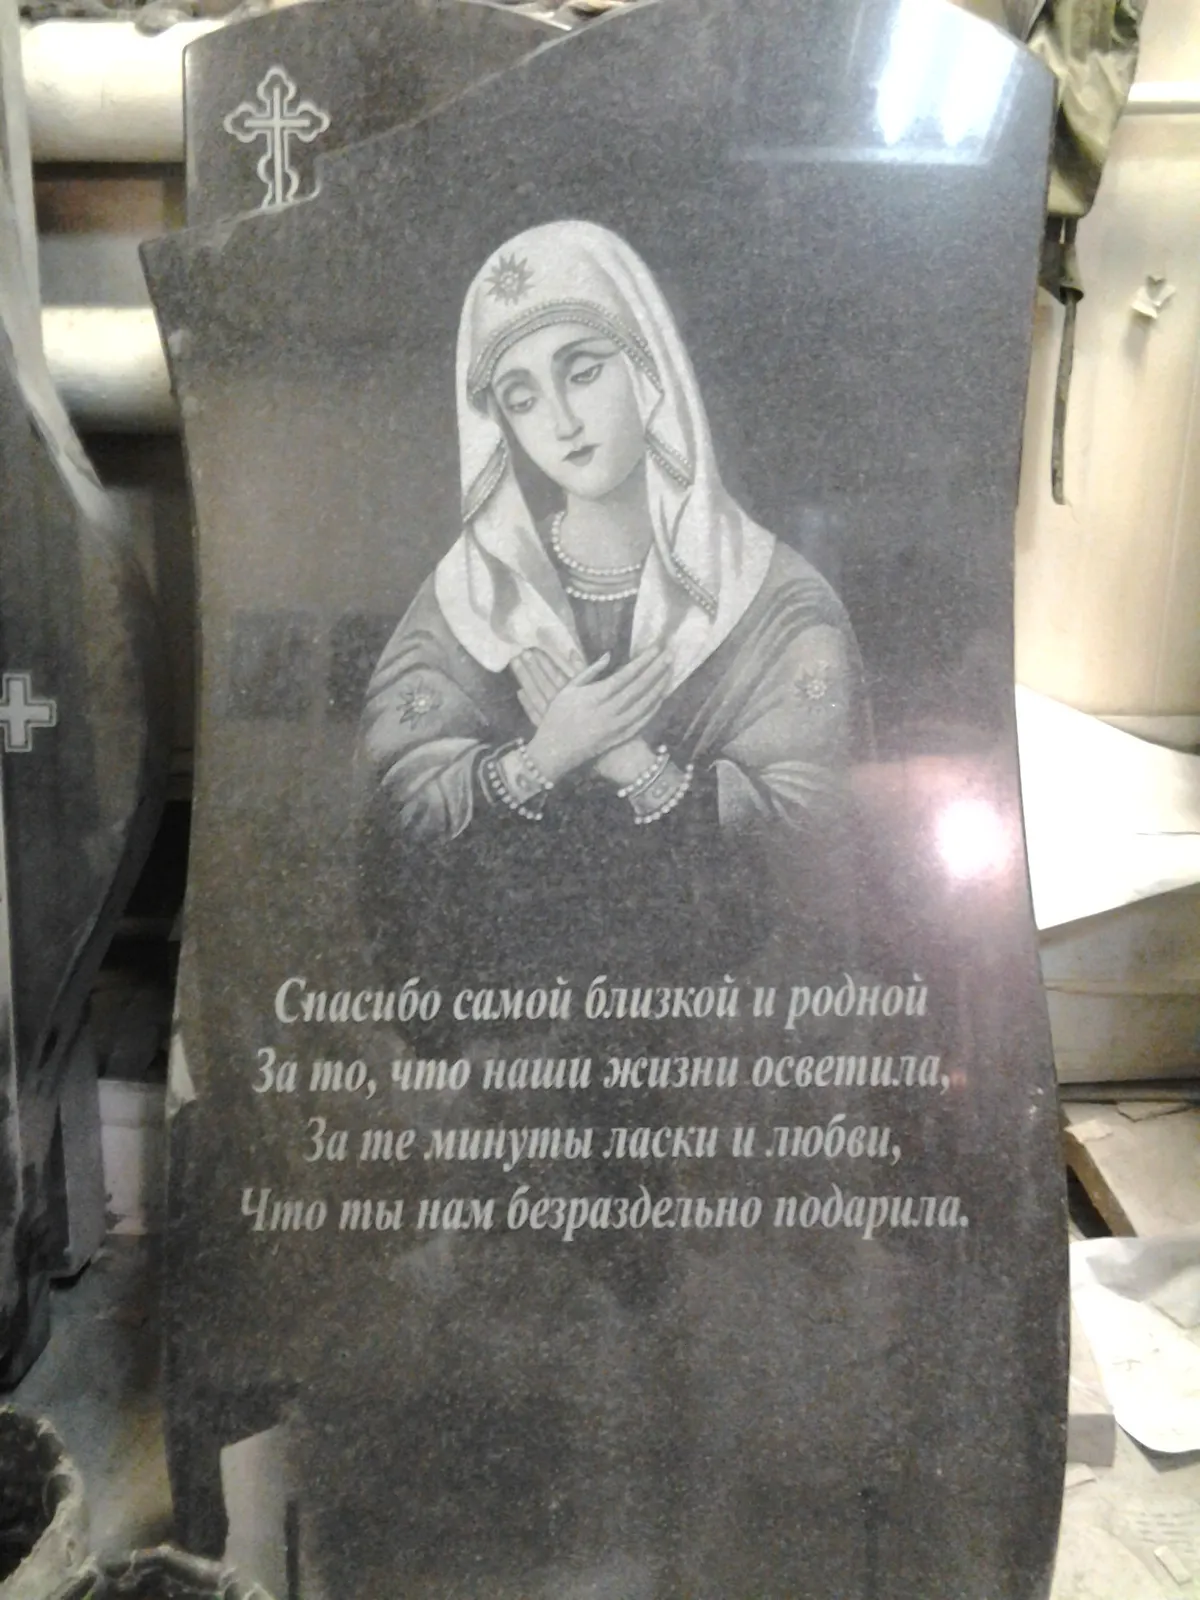 Спасибо самой близкой и родной
За то, что наши жизни осветила,
За те минуты ласки и любви,
Что ты нам безраздельно подарила.